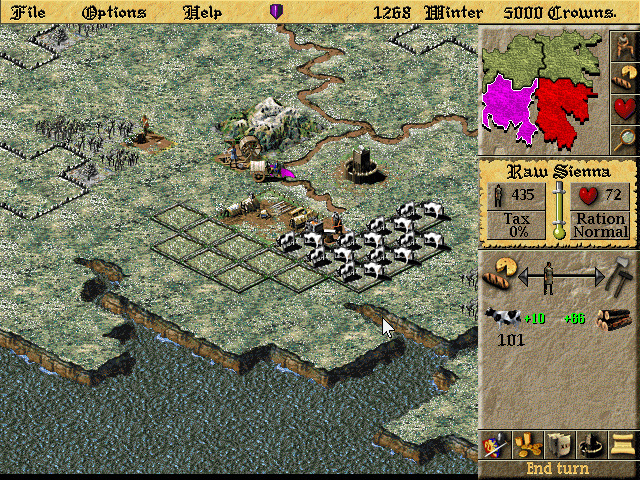 File Options Help 1268 Winter 5000 Crowns.
Raw Sienna
435 72
Tax Ration
0% Normal
+10 +66
101
End turn